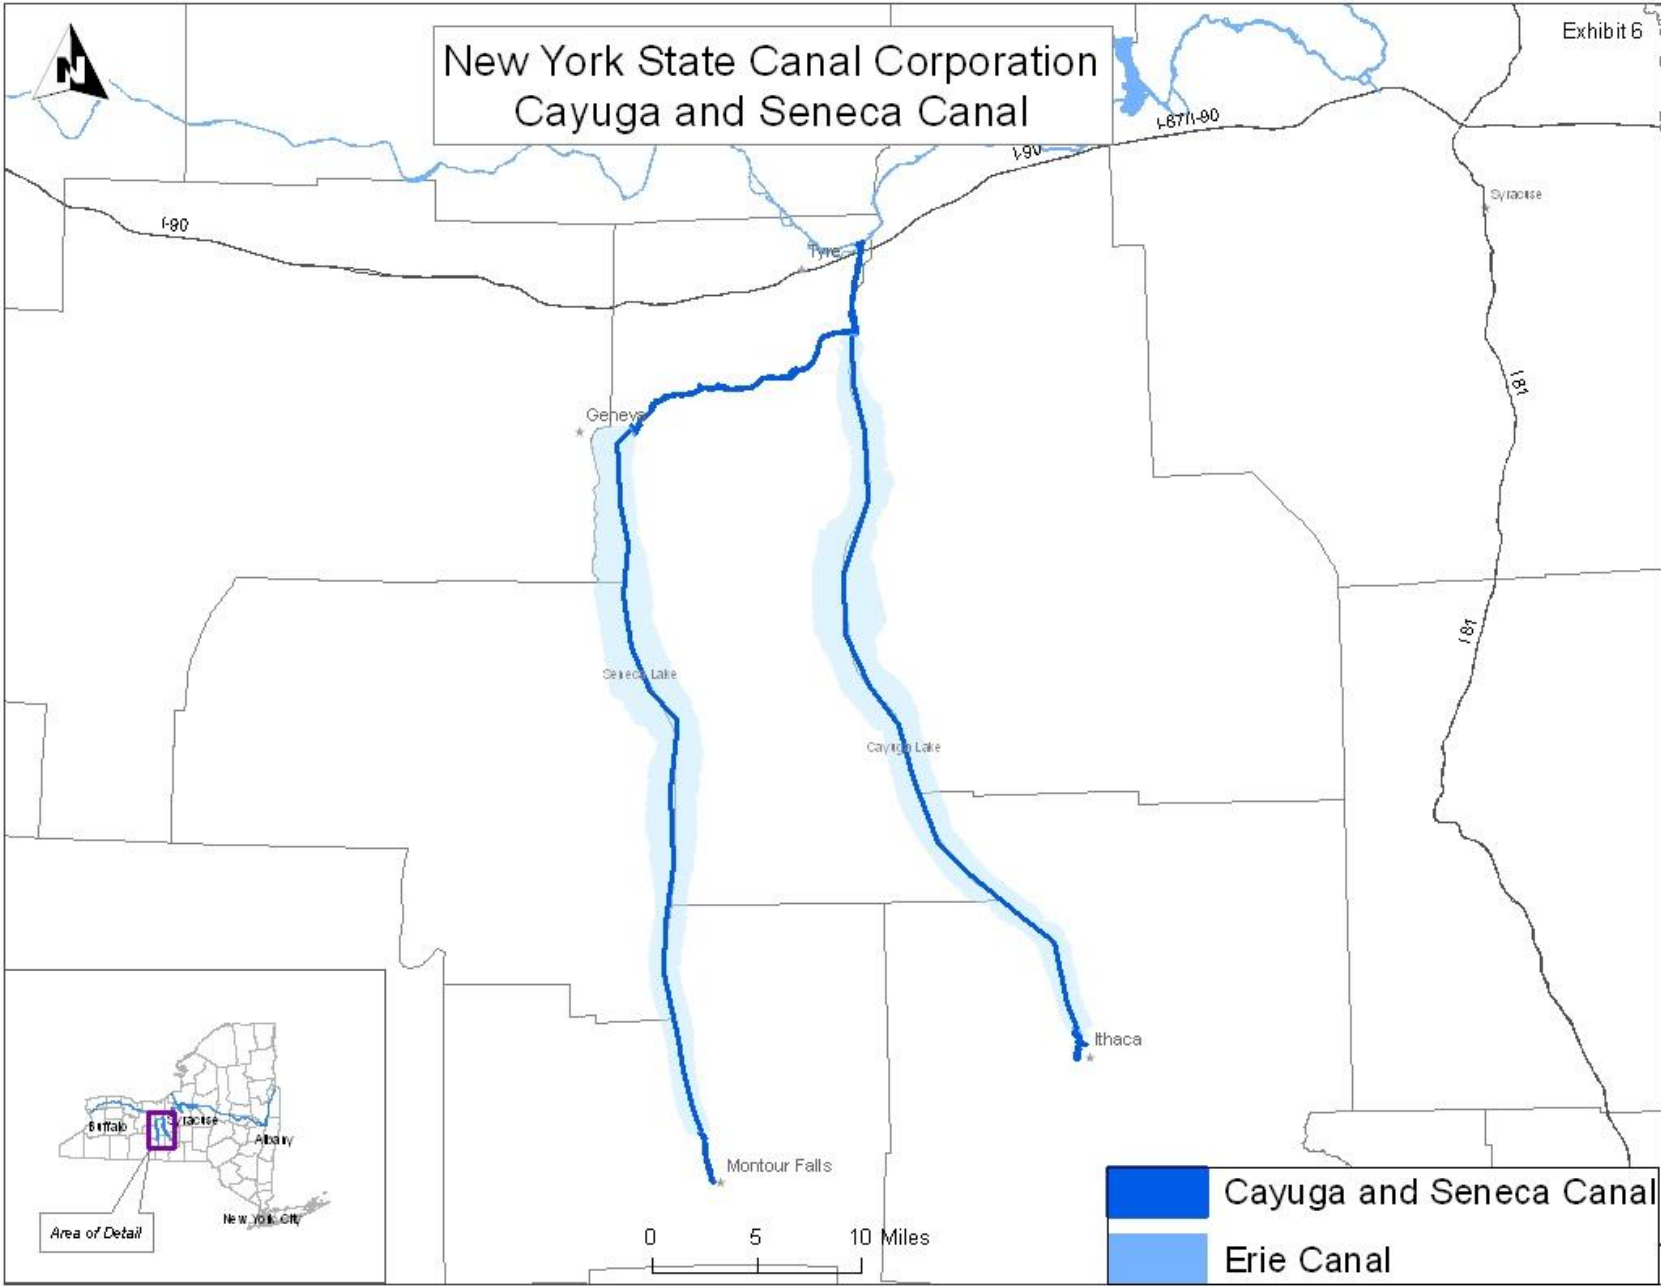 Exhibit 6
N
New York State Canal Corporation
Cayuga and Seneca Canal
I-87/I-90
I-90
Syracuse
I-90
Tyre
I 81
Geneva
I 81
Seneca Lake
Cayuga Lake
Ithaca
Buffalo
Syracuse
Albany
Montour Falls
New York City
Area of Detail
0 5 10 Miles
Cayuga and Seneca Canal
Erie Canal